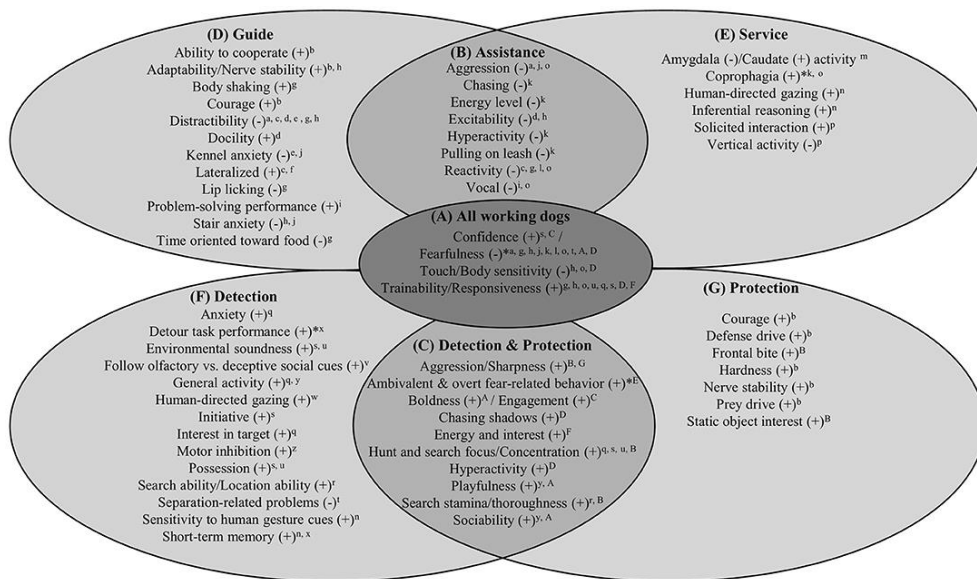 (D) Guide
Ability to cooperate (+)b
Adaptability/Nerve stability (+)b, h
Body shaking (+)g
Courage (+)b
Distractibility (-)a, c, d, e , g, h
Docility (+)d
Kennel anxiety (-)c, j
Lateralized (+)c, f
Lip licking (-)g
Problem-solving performance (+)i
Stair anxiety (-)h, j
Time oriented toward food (-)g
(B) Assistance
Aggression (-)a, j, o
Chasing (-)k
Energy level (-)k
Excitability (-)d, h
Hyperactivity (-)k
Pulling on leash (-)k
Reactivity (-)c, g, l, o
Vocal (-)i, o
(E) Service
Amygdala (-)/Caudate (+) activity m
Coprophagia (+)*k, o
Human-directed gazing (+)n
Inferential reasoning (+)n
Solicited interaction (+)p
Vertical activity (-)p
(A) All working dogs
Confidence (+)s, C /
Fearfulness (-)*a, g, h, j, k, l, o, t, A, D
Touch/Body sensitivity (-)h, o, D
Trainability/Responsiveness (+)g, h, o, u, q, s, D, F
(F) Detection
Anxiety (+)q
Detour task performance (+)*x
Environmental soundness (+)s, u
Follow olfactory vs. deceptive social cues (+)v
General activity (+)q, y
Human-directed gazing (+)w
Initiative (+)s
Interest in target (+)q
Motor inhibition (+)z
Possession (+)s, u
Search ability/Location ability (+)r
Separation-related problems (-)t
Sensitivity to human gesture cues (+)n
Short-term memory (+)n, x
(C) Detection & Protection
Aggression/Sharpness (+)B, G
Ambivalent & overt fear-related behavior (+)*E
Boldness (+)A / Engagement (+)C
Chasing shadows (+)D
Energy and interest (+)F
Hunt and search focus/Concentration (+)q, s, u, B
Hyperactivity (+)D
Playfulness (+)y, A
Search stamina/thoroughness (+)r, B
Sociability (+)y, A
(G) Protection
Courage (+)b
Defense drive (+)b
Frontal bite (+)B
Hardness (+)b
Nerve stability (+)b
Prey drive (+)b
Static object interest (+)B